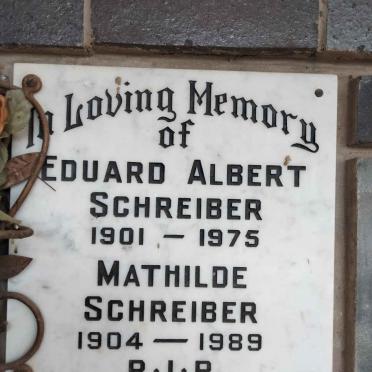 In Loving Memory
of
EDUARD ALBERT
SCHREIBER
1901 — 1975
MATHILDE
SCHREIBER
1904 — 1989
R.I.P.